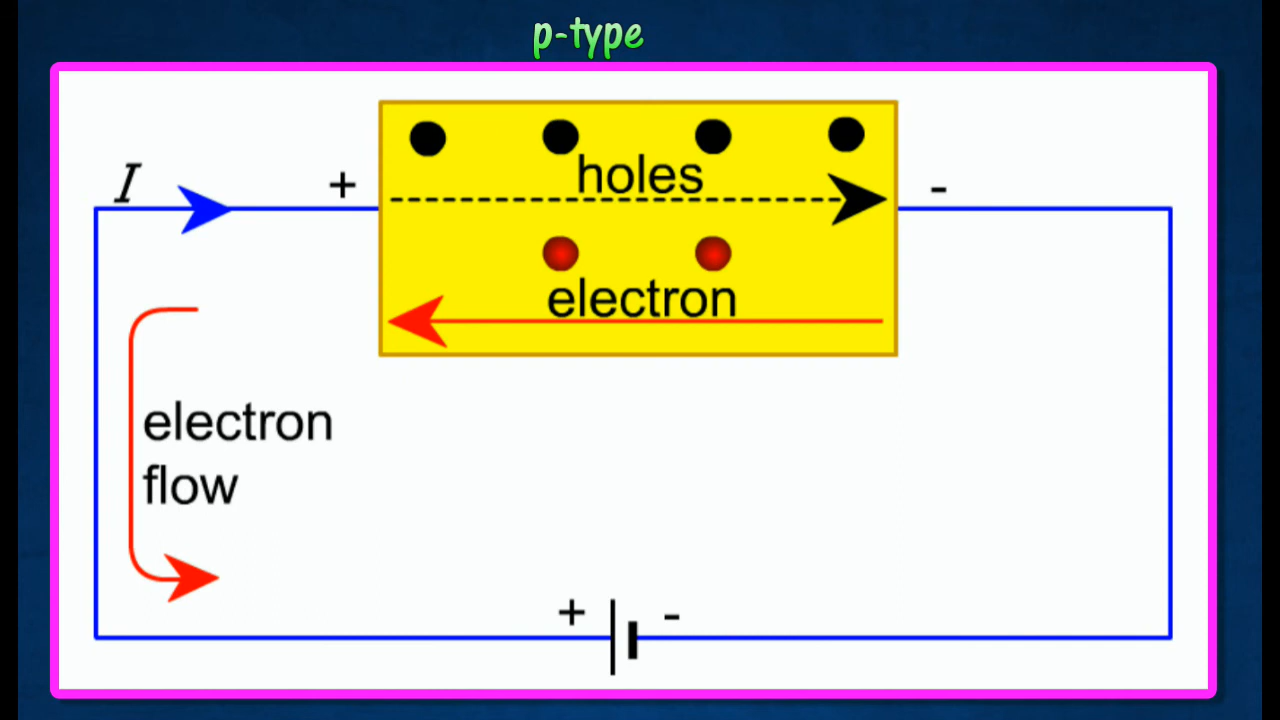 p-type
I
+
-
holes
electron
electron
flow
+
-